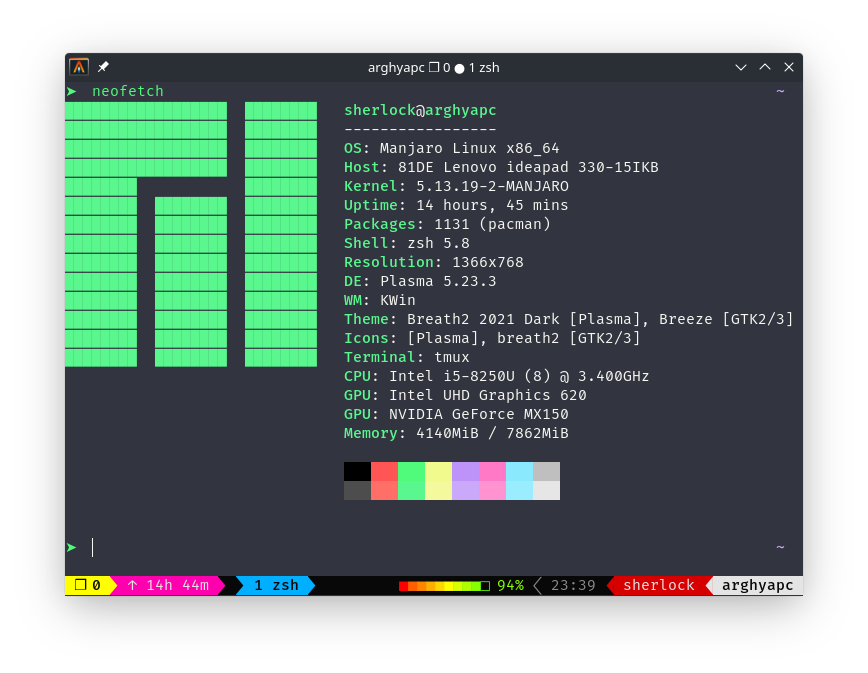 arghyapc ❐ 0 ● 1 zsh
➤ neofetch ~
sherlock@arghyapc
-----------------
OS: Manjaro Linux x86_64
Host: 81DE Lenovo ideapad 330-15IKB
Kernel: 5.13.19-2-MANJARO
Uptime: 14 hours, 45 mins
Packages: 1131 (pacman)
Shell: zsh 5.8
Resolution: 1366x768
DE: Plasma 5.23.3
WM: KWin
Theme: Breath2 2021 Dark [Plasma], Breeze [GTK2/3]
Icons: [Plasma], breath2 [GTK2/3]
Terminal: tmux
CPU: Intel i5-8250U (8) @ 3.400GHz
GPU: Intel UHD Graphics 620
GPU: NVIDIA GeForce MX150
Memory: 4140MiB / 7862MiB
➤ ~
❐ 0 ↑ 14h 44m 1 zsh 94% 23:39 sherlock arghyapc